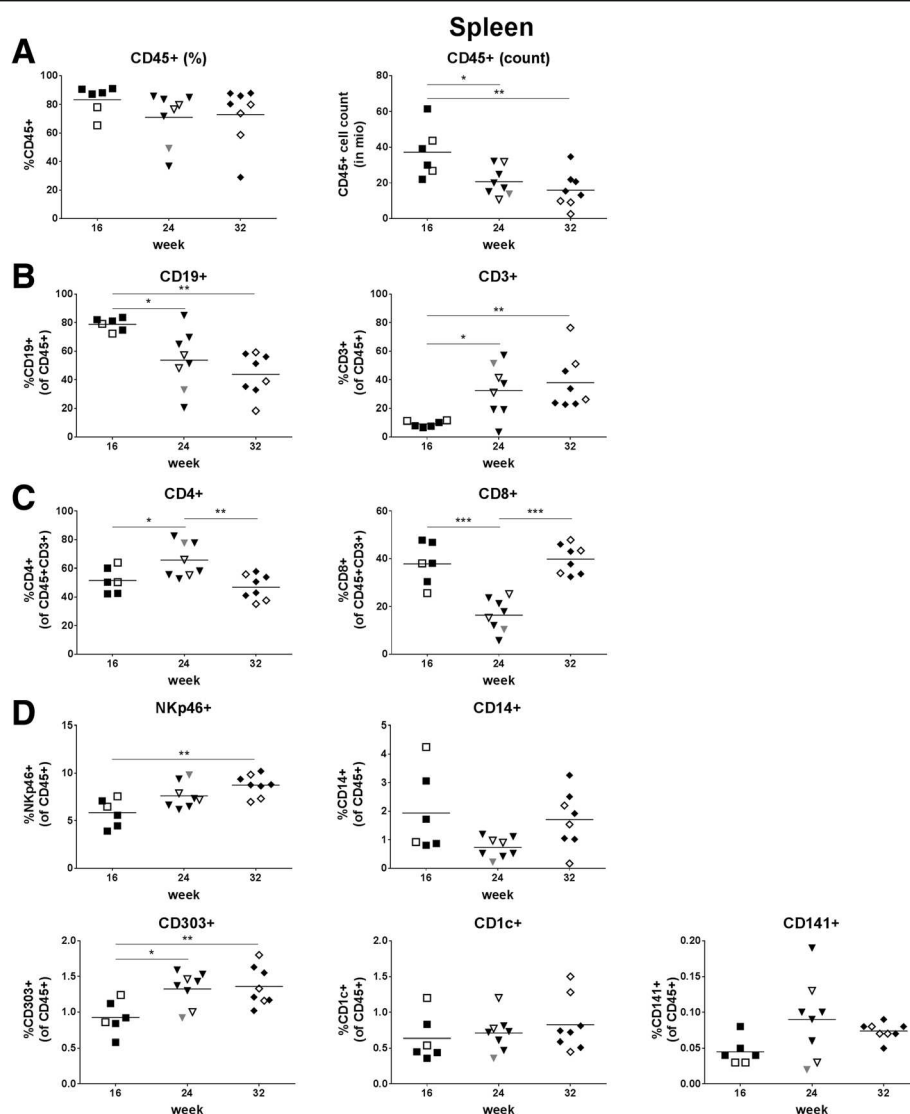 Spleen
A
CD45+ (%)
100
80
60
40
20
0
%CD45+
16 24 32
week
CD45+ (count)
80
60
40
20
0
CD45+ cell count
(in mio)
*
**
16 24 32
week
B
CD19+
100
80
60
40
20
0
%CD19+
(of CD45+)
**
*
16 24 32
week
CD3+
100
80
60
40
20
0
%CD3+
(of CD45+)
**
*
16 24 32
week
C
CD4+
100
80
60
40
20
0
%CD4+
(of CD45+CD3+)
* **
16 24 32
week
CD8+
60
40
20
0
%CD8+
(of CD45+CD3+)
*** ***
16 24 32
week
D
NKp46+
15
10
5
0
%NKp46+
(of CD45+)
**
16 24 32
week
CD14+
5
4
3
2
1
0
%CD14+
(of CD45+)
16 24 32
week
CD303+
2.0
1.5
1.0
0.5
0.0
%CD303+
(of CD45+)
**
*
16 24 32
week
CD1c+
2.0
1.5
1.0
0.5
0.0
%CD1c+
(of CD45+)
16 24 32
week
CD141+
0.20
0.15
0.10
0.05
0.00
%CD141+
(of CD45+)
16 24 32
week